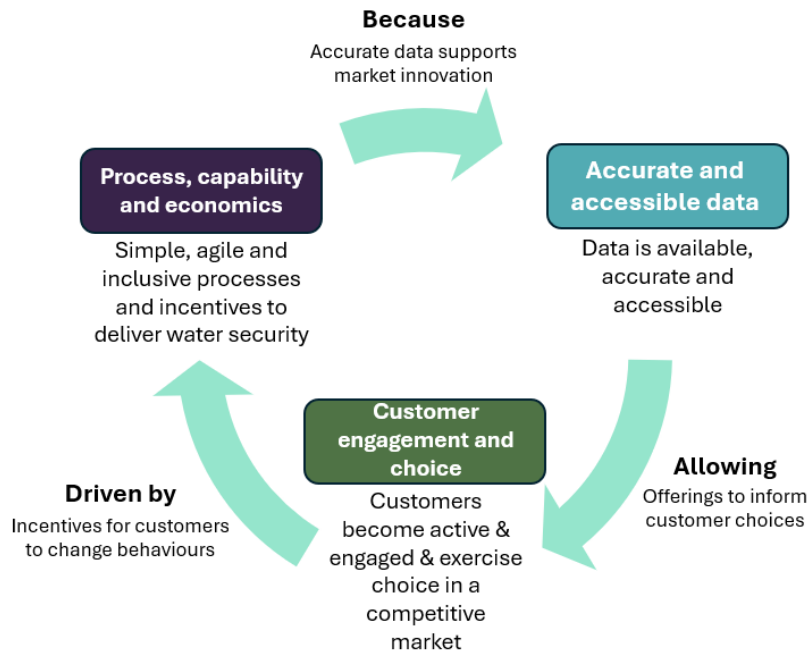 Because
Accurate data supports
market innovation
Process, capability
and economics
Simple, agile and
inclusive processes
and incentives to
deliver water security
Accurate and
accessible data
Data is available,
accurate and
accessible
Allowing
Offerings to inform
customer choices
Customer
engagement and
choice
Customers
become active &
engaged & exercise
choice in a
competitive
market
Driven by
Incentives for customers
to change behaviours